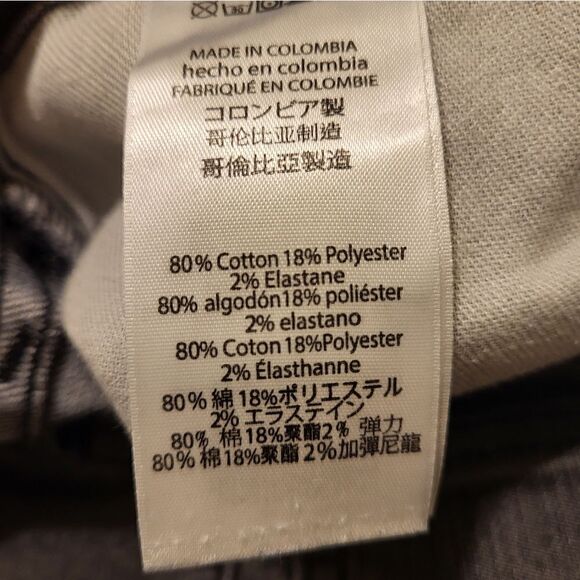 MADE IN COLOMBIA
hecho en colombia
FABRIQUÉ EN COLOMBIE
コロンビア製
哥伦比亚制造
哥倫比亞製造
80% Cotton 18% Polyester
2% Elastane
80% algodón18% poliéster
2% elastano
80% Coton 18%Polyester
2% Élasthanne
80% 綿 18%ポリエステル
2% エラステイン
80% 棉 18%聚酯2% 弹力
80% 棉 18%聚酯 2%加彈尼龍